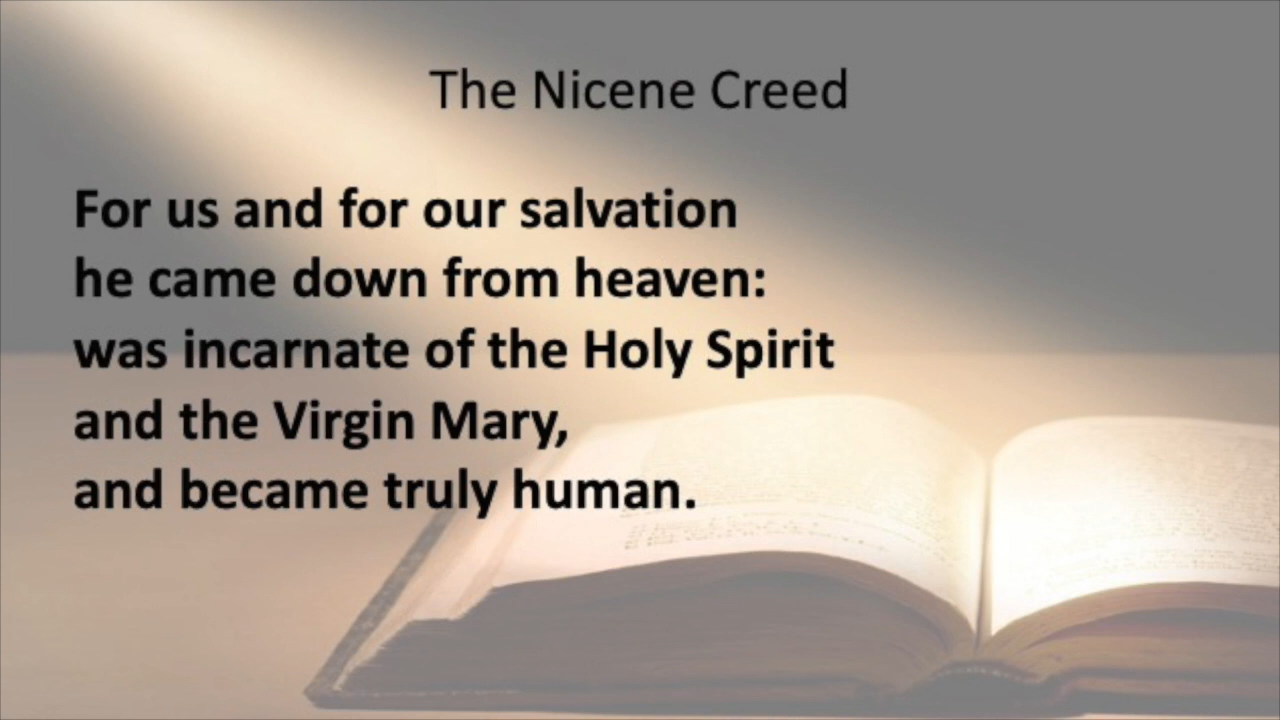 The Nicene Creed
For us and for our salvation
he came down from heaven:
was incarnate of the Holy Spirit
and the Virgin Mary,
and became truly human.